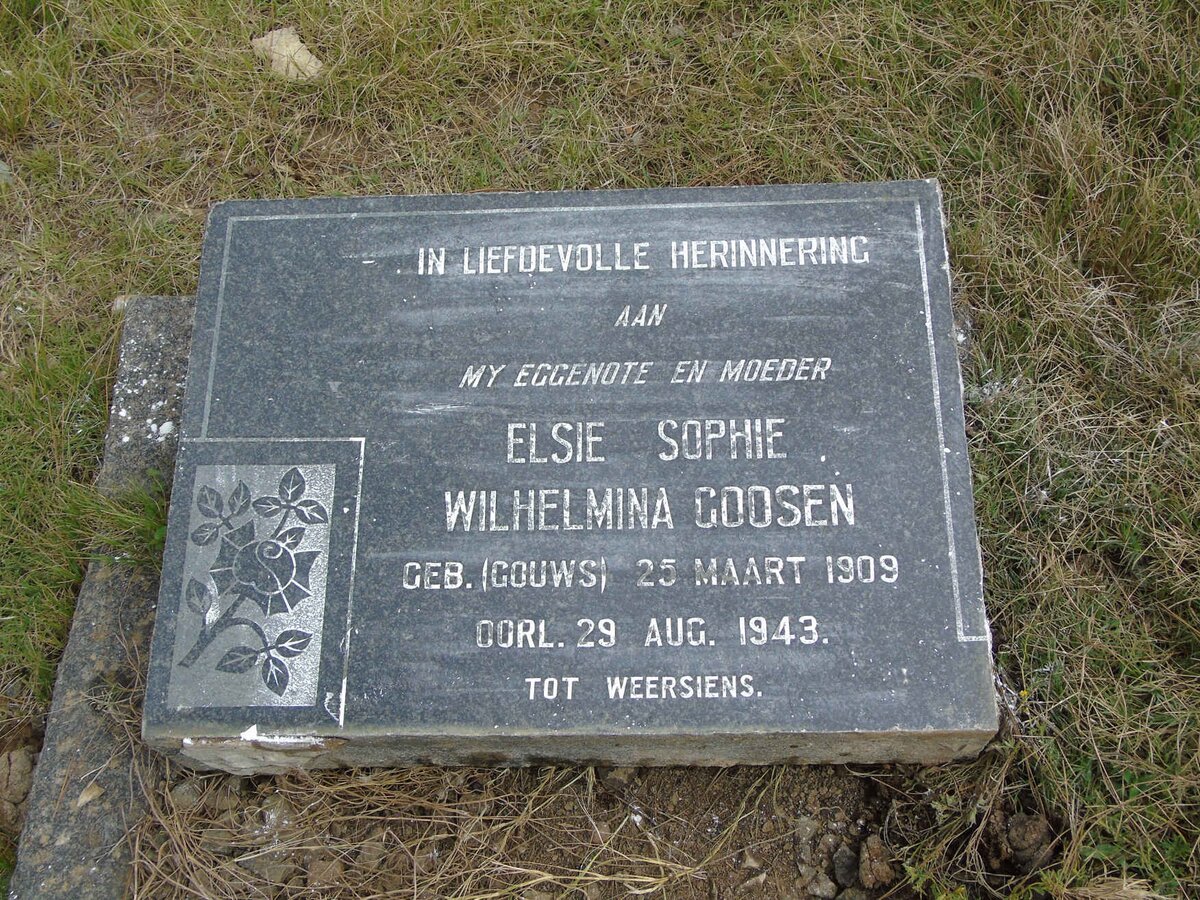 IN LIEFDEVOLLE HERINNERING
AAN
MY EGGENOTE EN MOEDER
ELSIE SOPHIE
WILHELMINA GOOSEN
GEB. (GOUWS) 25 MAART 1909
OORL. 29 AUG. 1943.
TOT WEERSIENS.